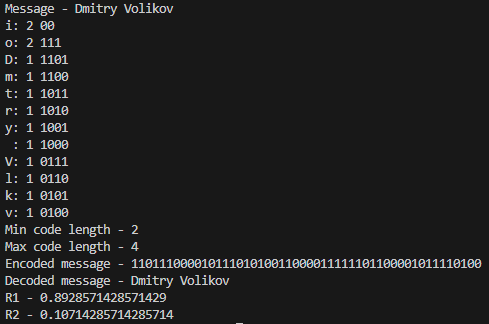 Message - Dmitry Volikov
i: 2 00
o: 2 111
D: 1 1101
m: 1 1100
t: 1 1011
r: 1 1010
y: 1 1001
 : 1 1000
V: 1 0111
l: 1 0110
k: 1 0101
v: 1 0100
Min code length - 2
Max code length - 4
Encoded message - 11011100001011101010011000011111101100001011110100
Decoded message - Dmitry Volikov
R1 - 0.8928571428571429
R2 - 0.10714285714285714